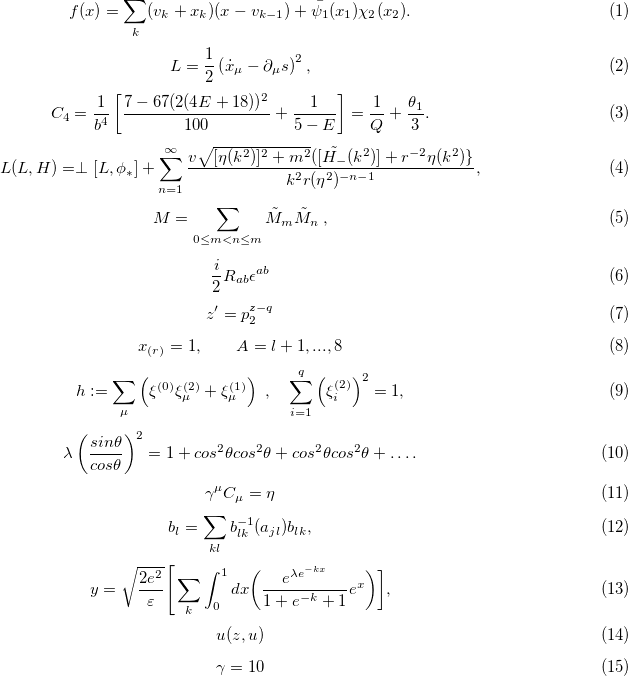 f(x) = \sum_k (v_k + x_k)(x - v_{k-1}) + \bar{\psi}_1(x_1)\chi_2(x_2). (1)
L = \frac{1}{2} (\dot{x}_\mu - \partial_\mu s)^2 , (2)
C_4 = \frac{1}{b^4} \left[ \frac{7 - 67(2(4E + 18))^2}{100} + \frac{1}{5 - E} \right] = \frac{1}{Q} + \frac{\theta_1}{3}. (3)
L(L, H) = \perp [L, \phi_*] + \sum_{n=1}^{\infty} \frac{v\sqrt{[\eta(k^2)]^2 + m^2}([\tilde{H_-}(k^2)] + r^{-2}\eta(k^2)\}}{k^2 r(\eta^2)^{-n-1}}, (4)
M = \sum_{0 \leq m < n \leq m} \tilde{M}_m \tilde{M}_n , (5)
\frac{i}{2} R_{ab} \epsilon^{ab} (6)
z' = p_2^{z-q} (7)
x_{(r)} = 1, A = l + 1, ..., 8 (8)
h := \sum_\mu \left( \xi^{(0)} \xi_\mu^{(2)} + \xi_\mu^{(1)} \right) , \sum_{i=1}^{q} \left( \xi_i^{(2)} \right)^2 = 1, (9)
\lambda \left( \frac{sin\theta}{cos\theta} \right)^2 = 1 + cos^2\theta cos^2\theta + cos^2\theta cos^2\theta + \dots. (10)
\gamma^\mu C_\mu = \eta (11)
b_l = \sum_{kl} b_{lk}^{-1}(a_{jl}) b_{lk}, (12)
y = \sqrt{\frac{2e^2}{\varepsilon}} \left[ \sum_k \int_0^1 dx \left( \frac{e^{\lambda e^{-kx}}}{1 + e^{-k} + 1} e^x \right) \right], (13)
u(z, u) (14)
\gamma = 10 (15)